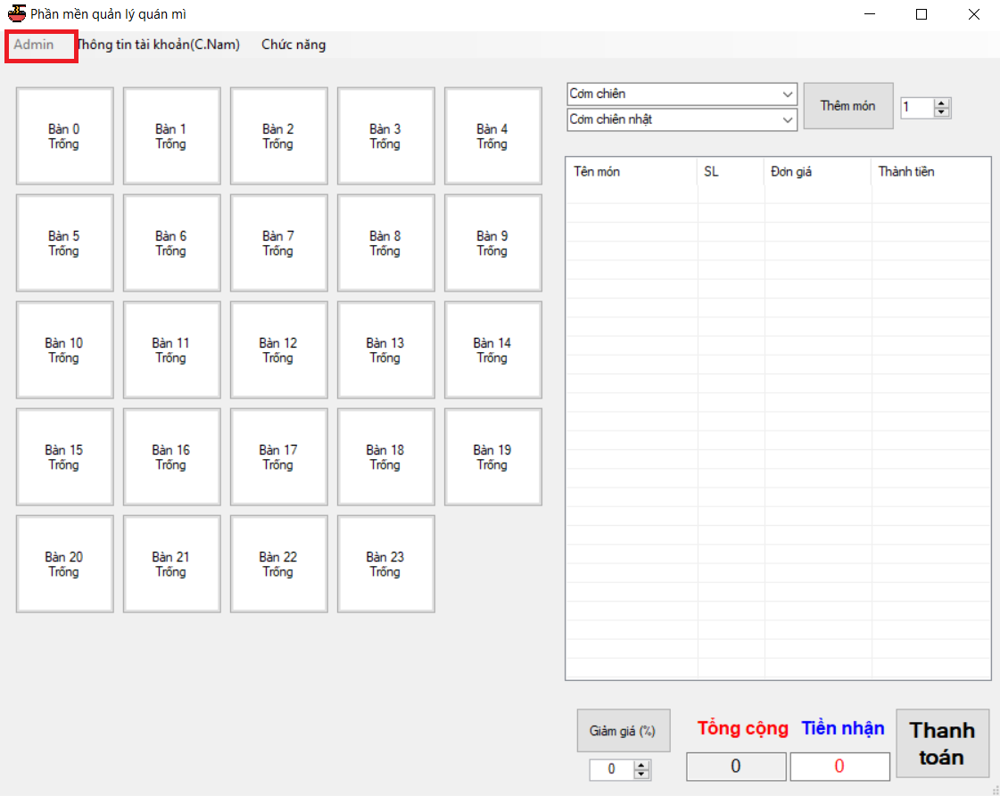 Phần mền quản lý quán mì
Admin Thông tin tài khoản(C.Nam) Chức năng
Bàn 0
Trống
Bàn 1
Trống
Bàn 2
Trống
Bàn 3
Trống
Bàn 4
Trống
Bàn 5
Trống
Bàn 6
Trống
Bàn 7
Trống
Bàn 8
Trống
Bàn 9
Trống
Bàn 10
Trống
Bàn 11
Trống
Bàn 12
Trống
Bàn 13
Trống
Bàn 14
Trống
Bàn 15
Trống
Bàn 16
Trống
Bàn 17
Trống
Bàn 18
Trống
Bàn 19
Trống
Bàn 20
Trống
Bàn 21
Trống
Bàn 22
Trống
Bàn 23
Trống
Cơm chiên
Cơm chiên nhật
Thêm món
1
Tên món SL Đơn giá Thành tiền
Giảm giá (%)
0
Tổng cộng
0
Tiền nhận
0
Thanh
toán